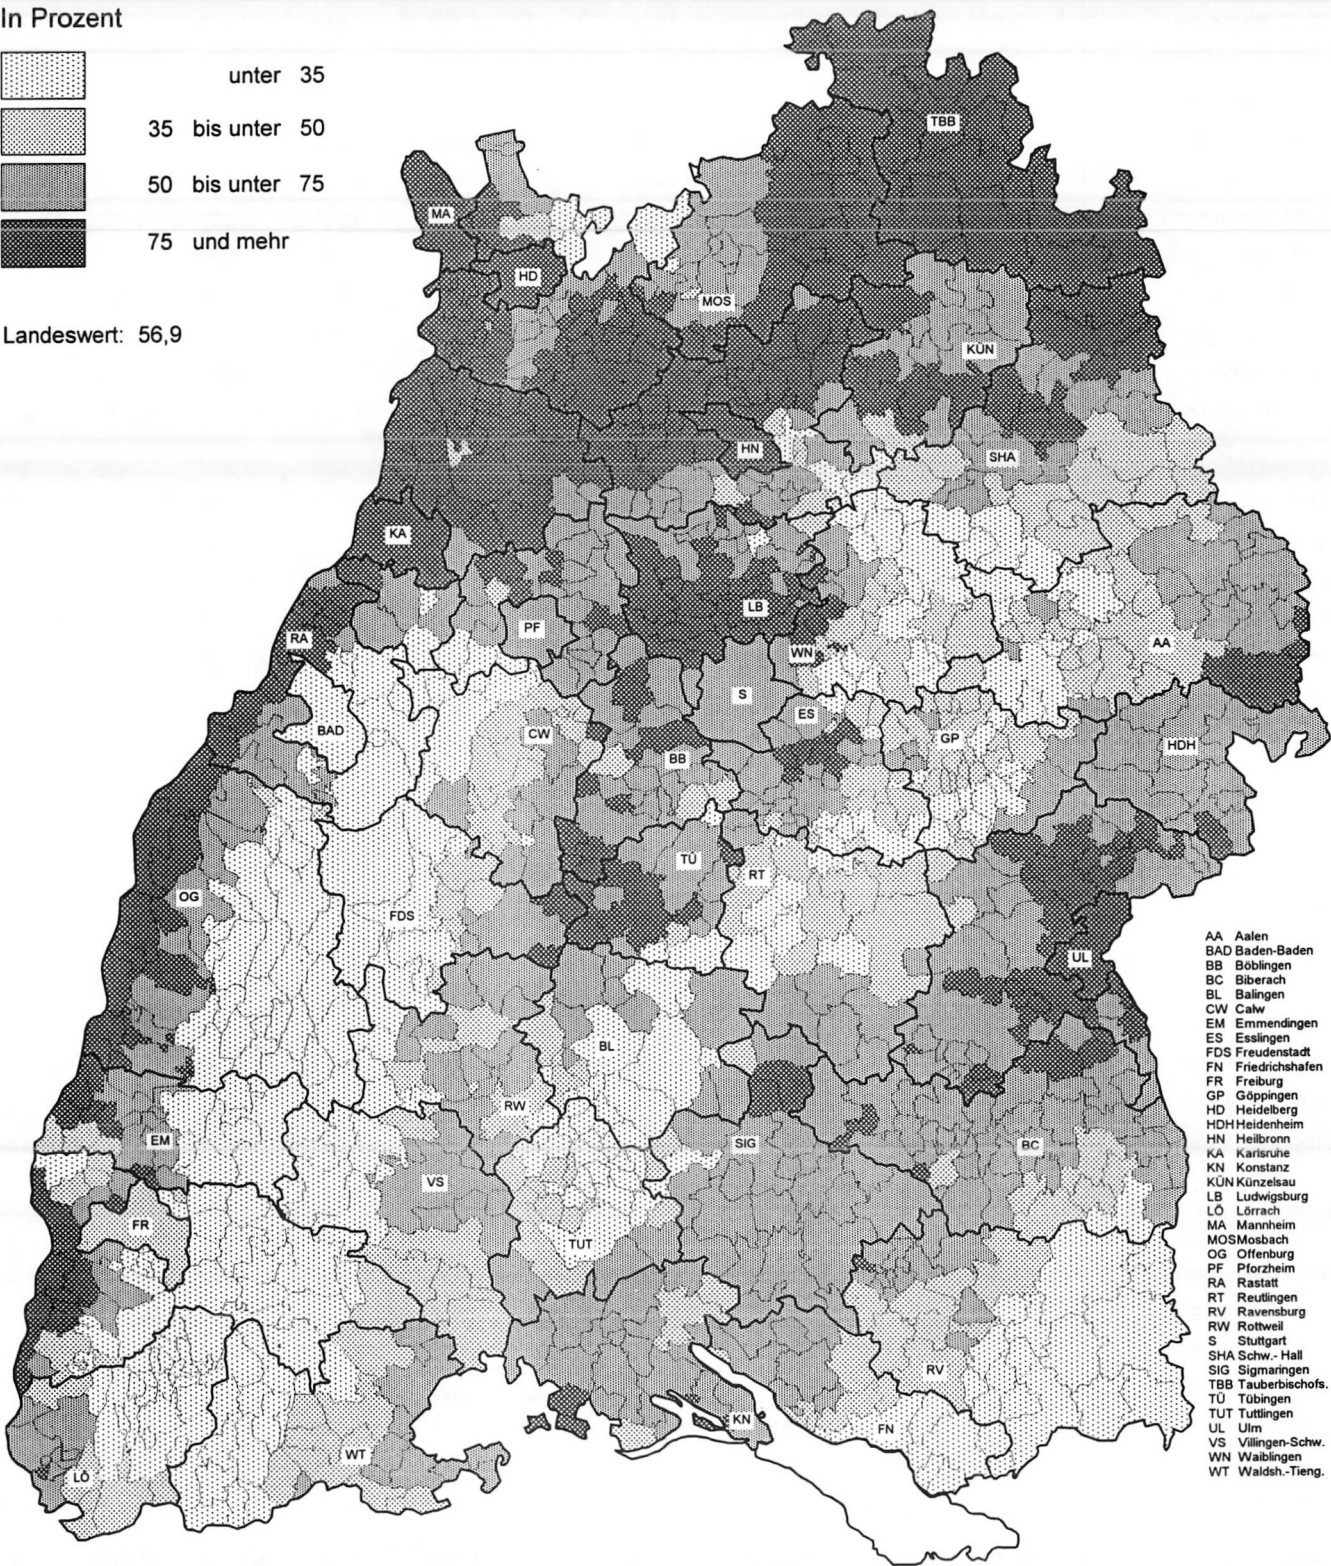 In Prozent
unter 35
35 bis unter 50
50 bis unter 75
75 und mehr
Landeswert: 56,9
TBB
MA
HD
MOS
KÜN
HN
SHA
KA
LB
PF
RA
WN
AA
S
ES
BAD
CW
GP
HDH
BB
TÜ
RT
OG
FDS
UL
BL
RW
EM
SIG
BC
VS
FR
TUT
RV
KN
FN
WT
LÖ
AA Aalen
BAD Baden-Baden
BB Böblingen
BC Biberach
BL Balingen
CW Calw
EM Emmendingen
ES Esslingen
FDS Freudenstadt
FN Friedrichshafen
FR Freiburg
GP Göppingen
HD Heidelberg
HDH Heidenheim
HN Heilbronn
KA Karlsruhe
KN Konstanz
KÜN Künzelsau
LB Ludwigsburg
LÖ Lörrach
MA Mannheim
MOS Mosbach
OG Offenburg
PF Pforzheim
RA Rastatt
RT Reutlingen
RV Ravensburg
RW Rottweil
S Stuttgart
SHA Schw.- Hall
SIG Sigmaringen
TBB Tauberbischofs.
TÜ Tübingen
TUT Tuttlingen
UL Ulm
VS Villingen-Schw.
WN Waiblingen
WT Waldsh.-Tieng.